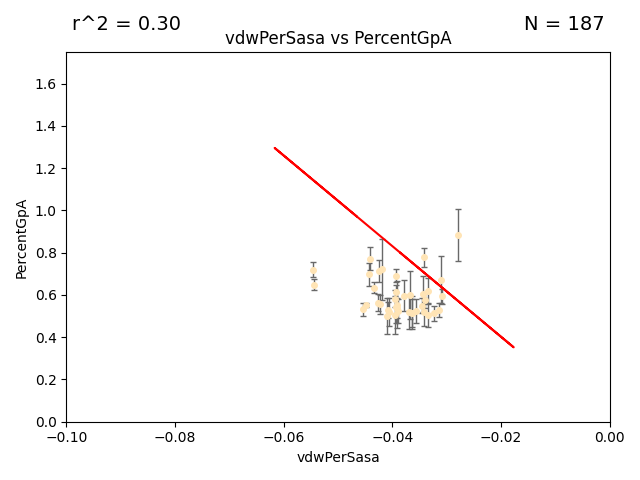 r^2 = 0.30
N = 187
vdwPerSasa vs PercentGpA
PercentGpA
1.6
1.4
1.2
1.0
0.8
0.6
0.4
0.2
0.0
−0.10 −0.08 −0.06 −0.04 −0.02 0.00
vdwPerSasa